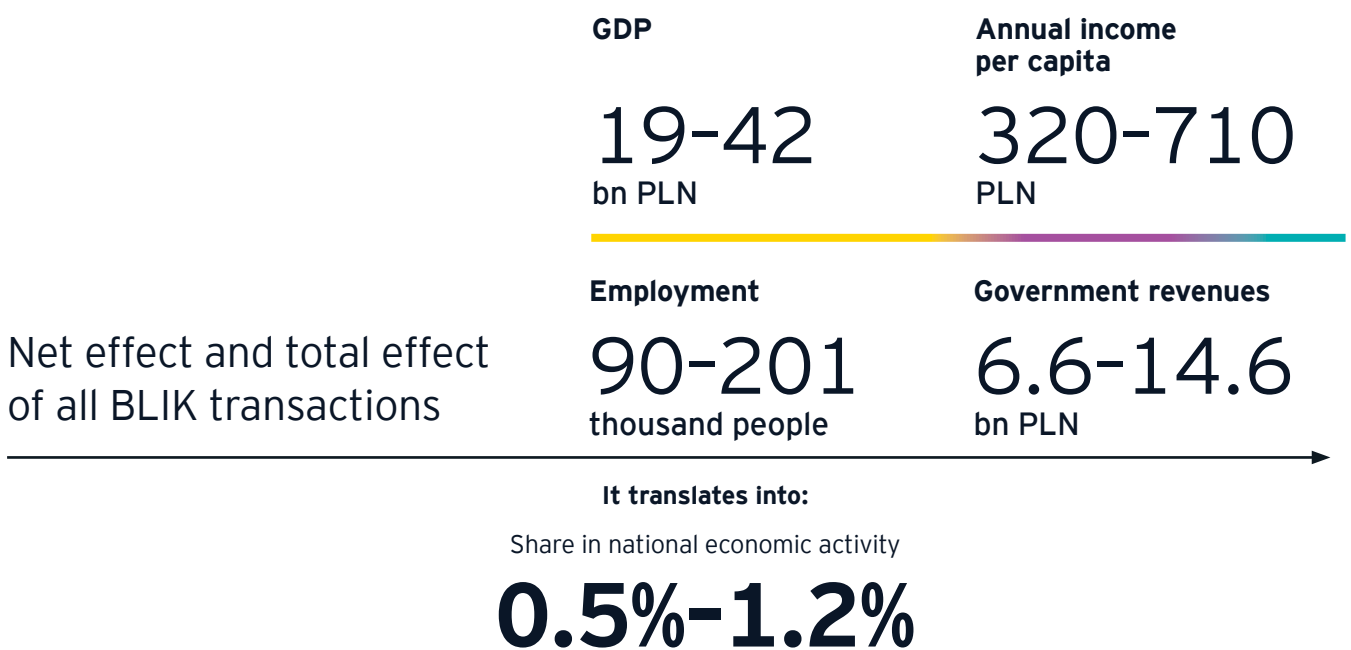 GDP
19–42
bn PLN
Annual income
per capita
320–710
PLN
Employment
90–201
thousand people
Government revenues
6.6–14.6
bn PLN
Net effect and total effect
of all BLIK transactions
It translates into:
Share in national economic activity
0.5%–1.2%